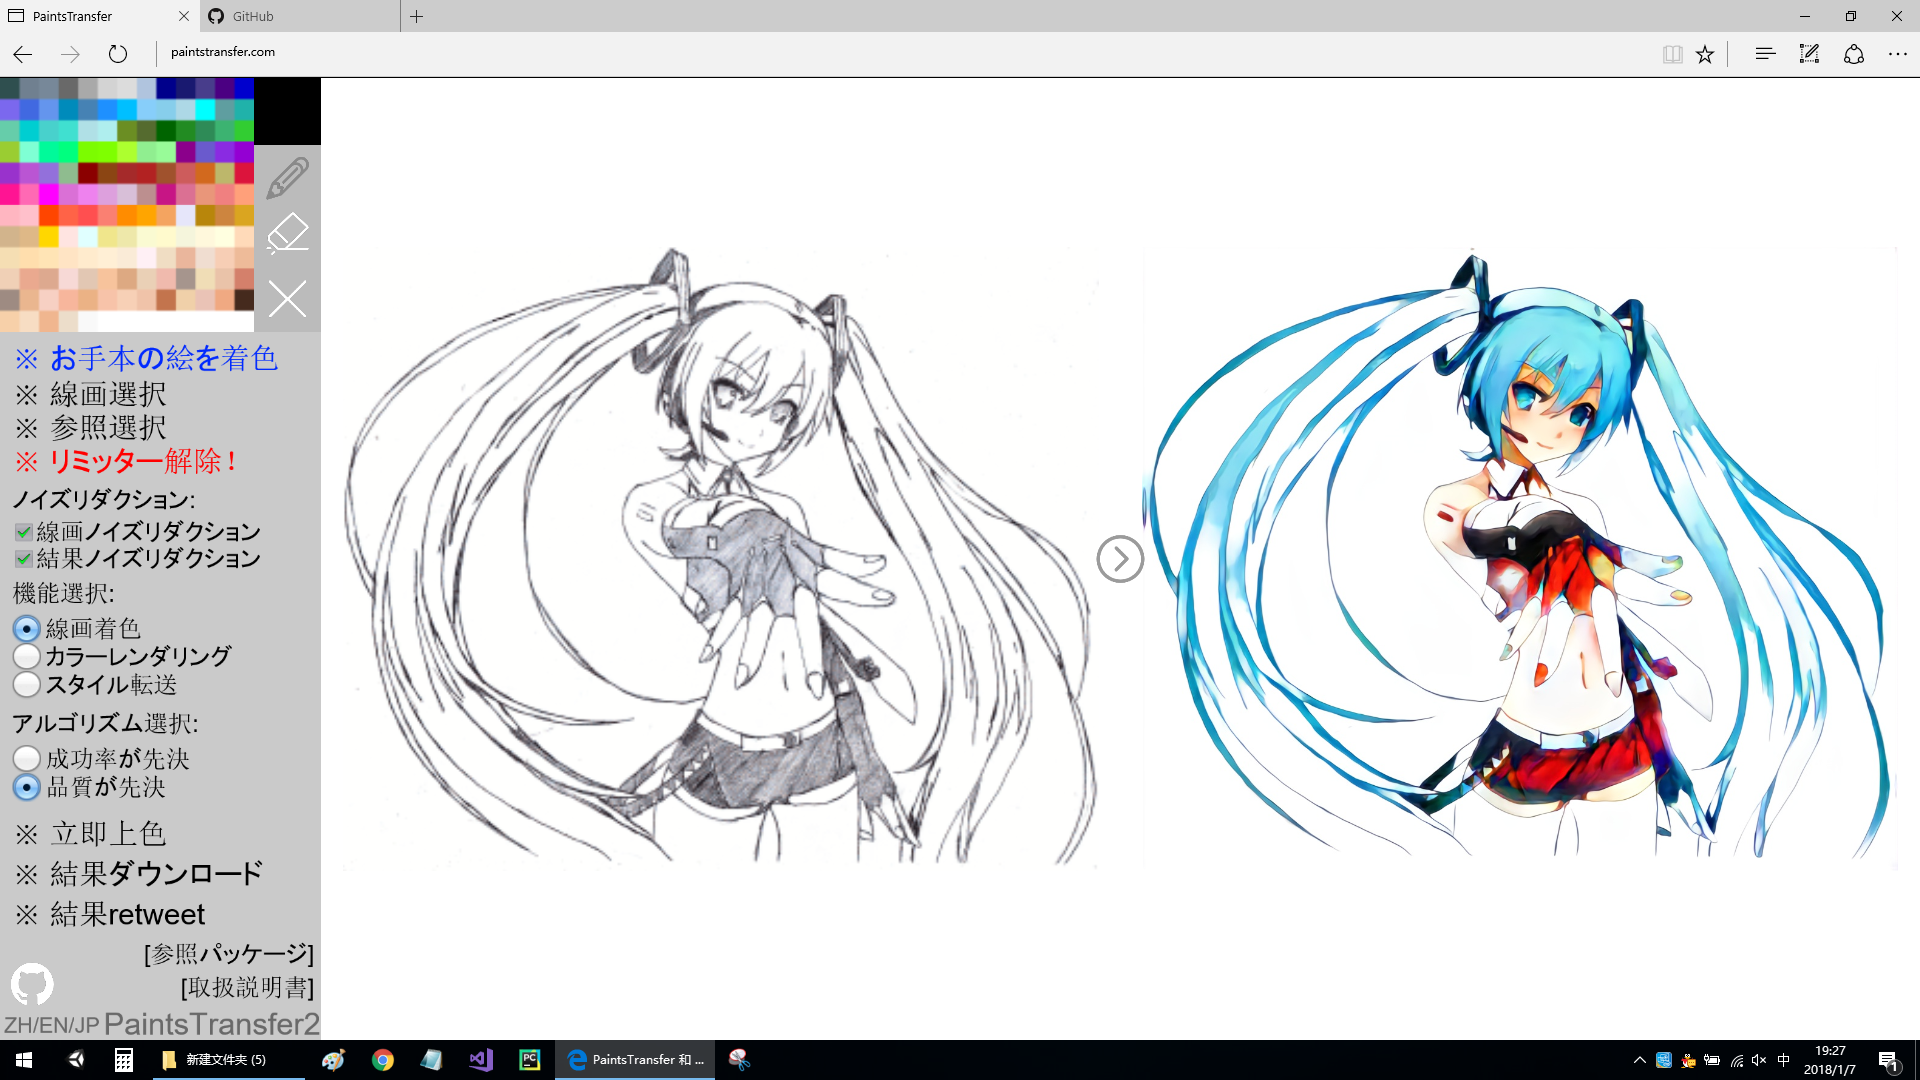 PaintsTransfer
GitHub
paintstransfer.com
※ お手本の絵を着色
※ 線画選択
※ 参照選択
※ リミッター解除！
ノイズリダクション:
線画ノイズリダクション
結果ノイズリダクション
機能選択:
線画着色
カラーレンダリング
スタイル転送
アルゴリズム選択:
成功率が先決
品質が先決
※ 立即上色
※ 結果ダウンロード
※ 結果retweet
[参照パッケージ]
[取扱説明書]
ZH/EN/JP PaintsTransfer2
新建文件夹 (5)
PC
PaintsTransfer 和 ...
中
19:27
2018/1/7
1